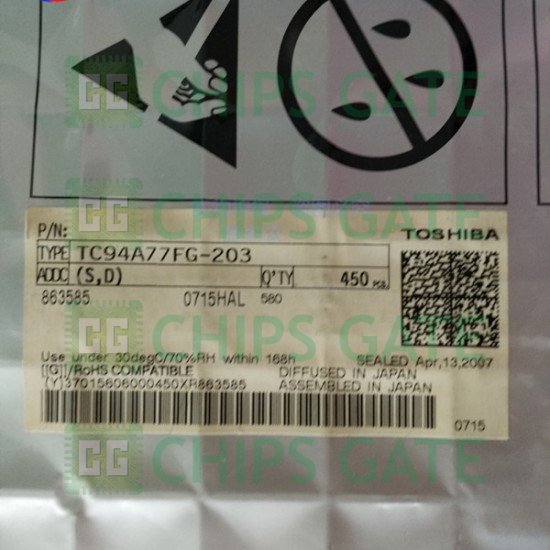 CG CHIPS GATE
CG CHIPS GATE
P/N:
TOSHIBA
TYPE TC94A77FG-203
ADDC (S,D) Q'TY 450 PCS.
863585 0715HAL 580
CG CHIPS GATE
Use under 30degC/70%RH within 168h SEALED Apr,13,2007
[[G]]/RoHS COMPATIBLE DIFFUSED IN JAPAN
(Y)37015608000450XR863585 ASSEMBLED IN JAPAN
0715
CG CHIPS GATE